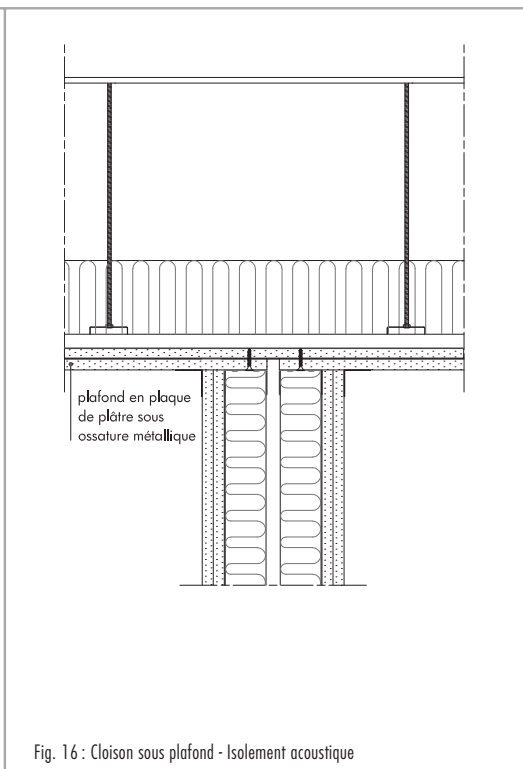 plafond en plaque
de plâtre sous
ossature métallique
Fig. 16 : Cloison sous plafond - Isolement acoustique